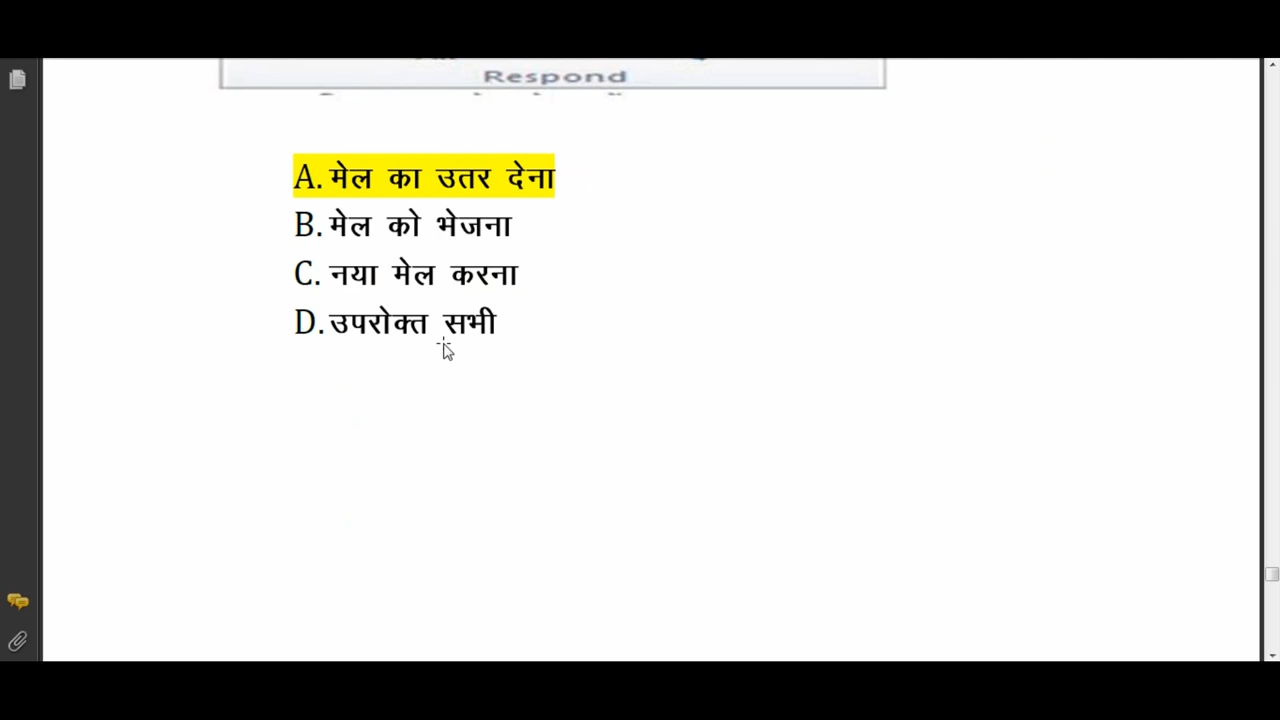 Respond
A. मेल का उतर देना
B. मेल को भेजना
C. नया मेल करना
D. उपरोक्त सभी